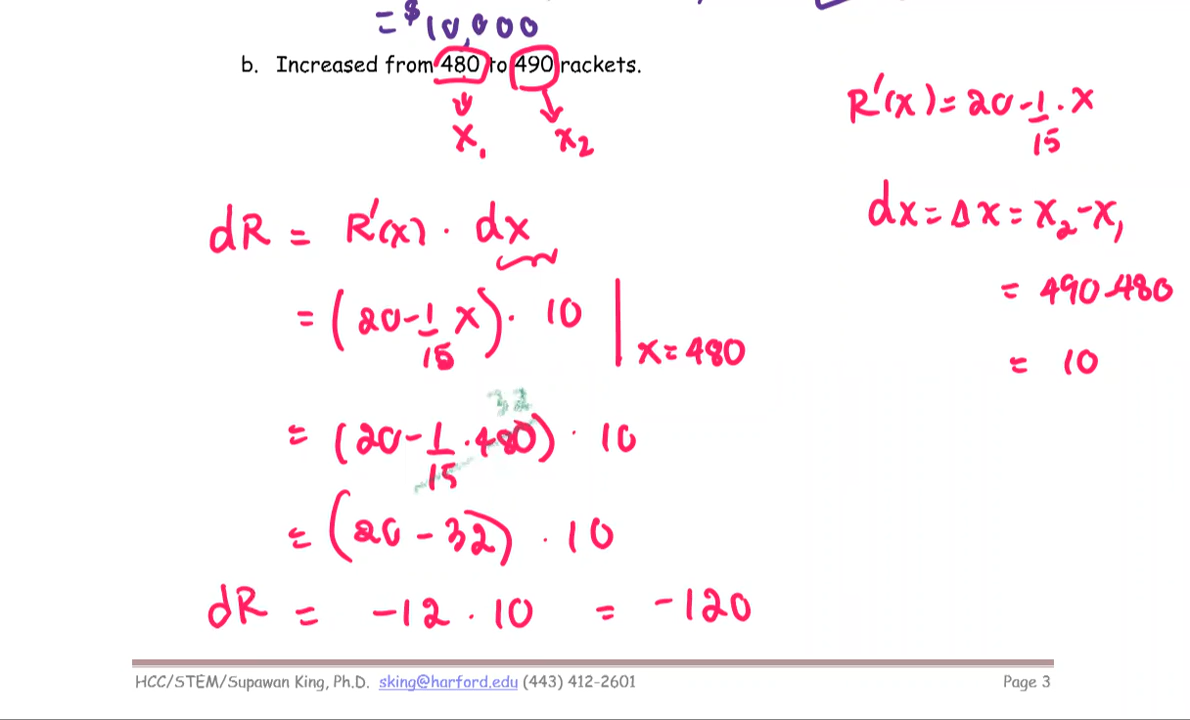 = $10,000
b. Increased from 480 to 490 rackets.
x₁ x₂
R'(x) = 20 - 1/15 · x
dx = Δx = x₂ - x₁
= 490-480
= 10
dR = R'(x) · dx
= (20 - 1/15 x) · 10 | x = 480
32
= (20 - 1/15 · 480) · 10
= (20 - 32) · 10
dR = -12 · 10 = -120
HCC/STEM/Supawan King, Ph.D. sking@harford.edu (443) 412-2601 Page 3